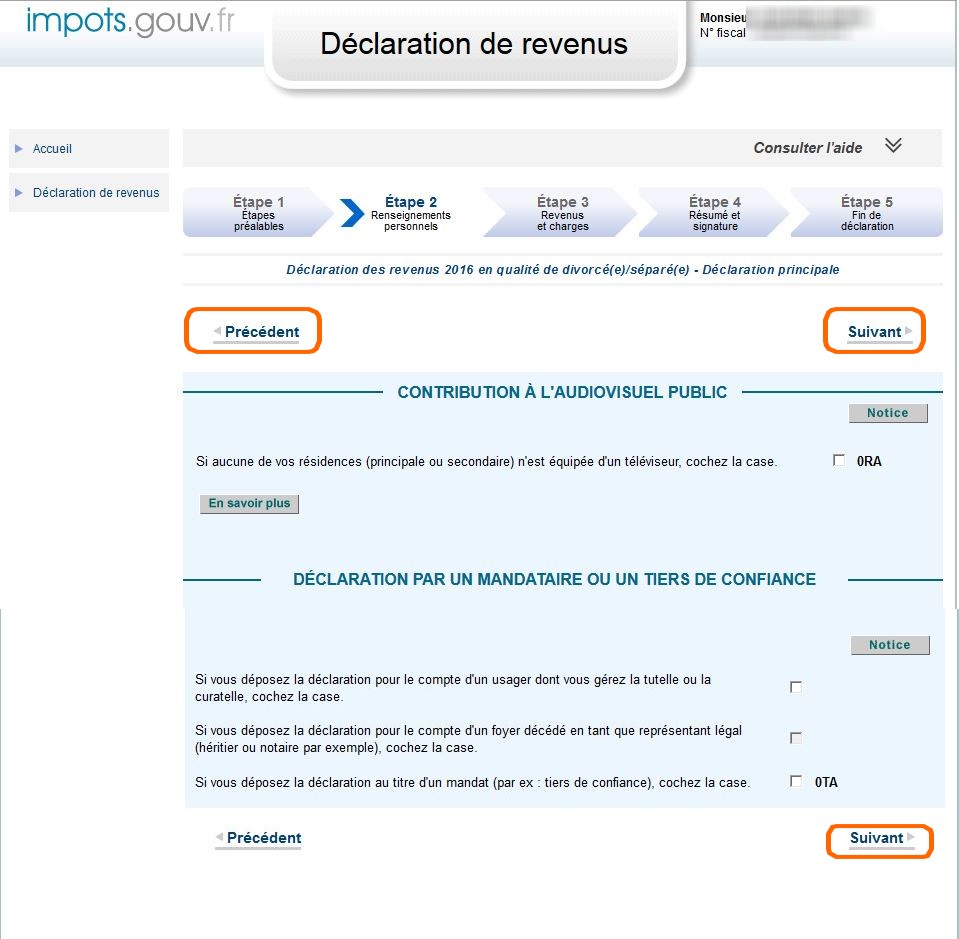 impots.gouv.fr
Déclaration de revenus
Monsieu
N° fiscal
Accueil
Déclaration de revenus
Consulter l'aide
Étape 1
Étapes
préalables
Étape 2
Renseignements
personnels
Étape 3
Revenus
et charges
Étape 4
Résumé et
signature
Étape 5
Fin de
déclaration
Déclaration des revenus 2016 en qualité de divorcé(e)/séparé(e) - Déclaration principale
Précédent
Suivant
CONTRIBUTION À L'AUDIOVISUEL PUBLIC
Notice
Si aucune de vos résidences (principale ou secondaire) n'est équipée d'un téléviseur, cochez la case.
0RA
En savoir plus
DÉCLARATION PAR UN MANDATAIRE OU UN TIERS DE CONFIANCE
Notice
Si vous déposez la déclaration pour le compte d'un usager dont vous gérez la tutelle ou la
curatelle, cochez la case.
Si vous déposez la déclaration pour le compte d'un foyer décédé en tant que représentant légal
(héritier ou notaire par exemple), cochez la case.
Si vous déposez la déclaration au titre d'un mandat (par ex : tiers de confiance), cochez la case.
0TA
Précédent
Suivant